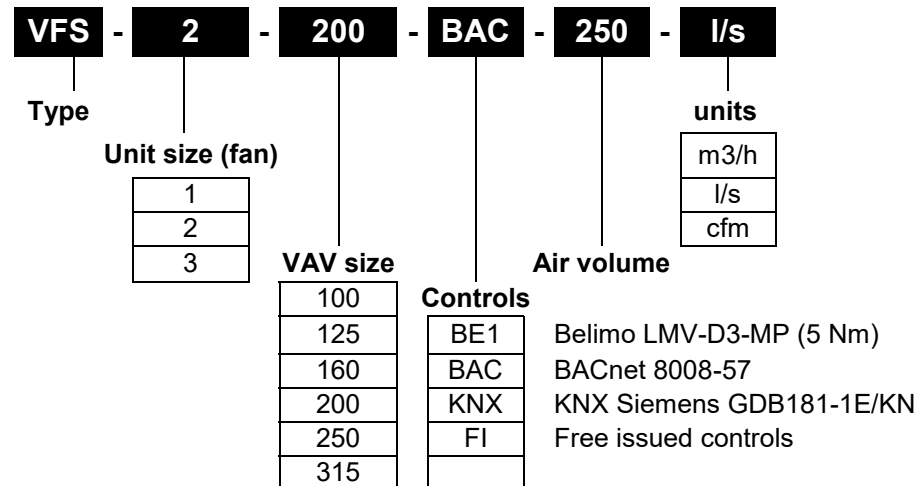 VFS - 2 - 200 - BAC - 250 - l/s
Type
units
Unit size (fan)
m3/h
1
l/s
2
cfm
3
VAV size
Air volume
100
Controls
125
BE1
Belimo LMV-D3-MP (5 Nm)
160
BAC
BACnet 8008-57
200
KNX
KNX Siemens GDB181-1E/KN
250
FI
Free issued controls
315